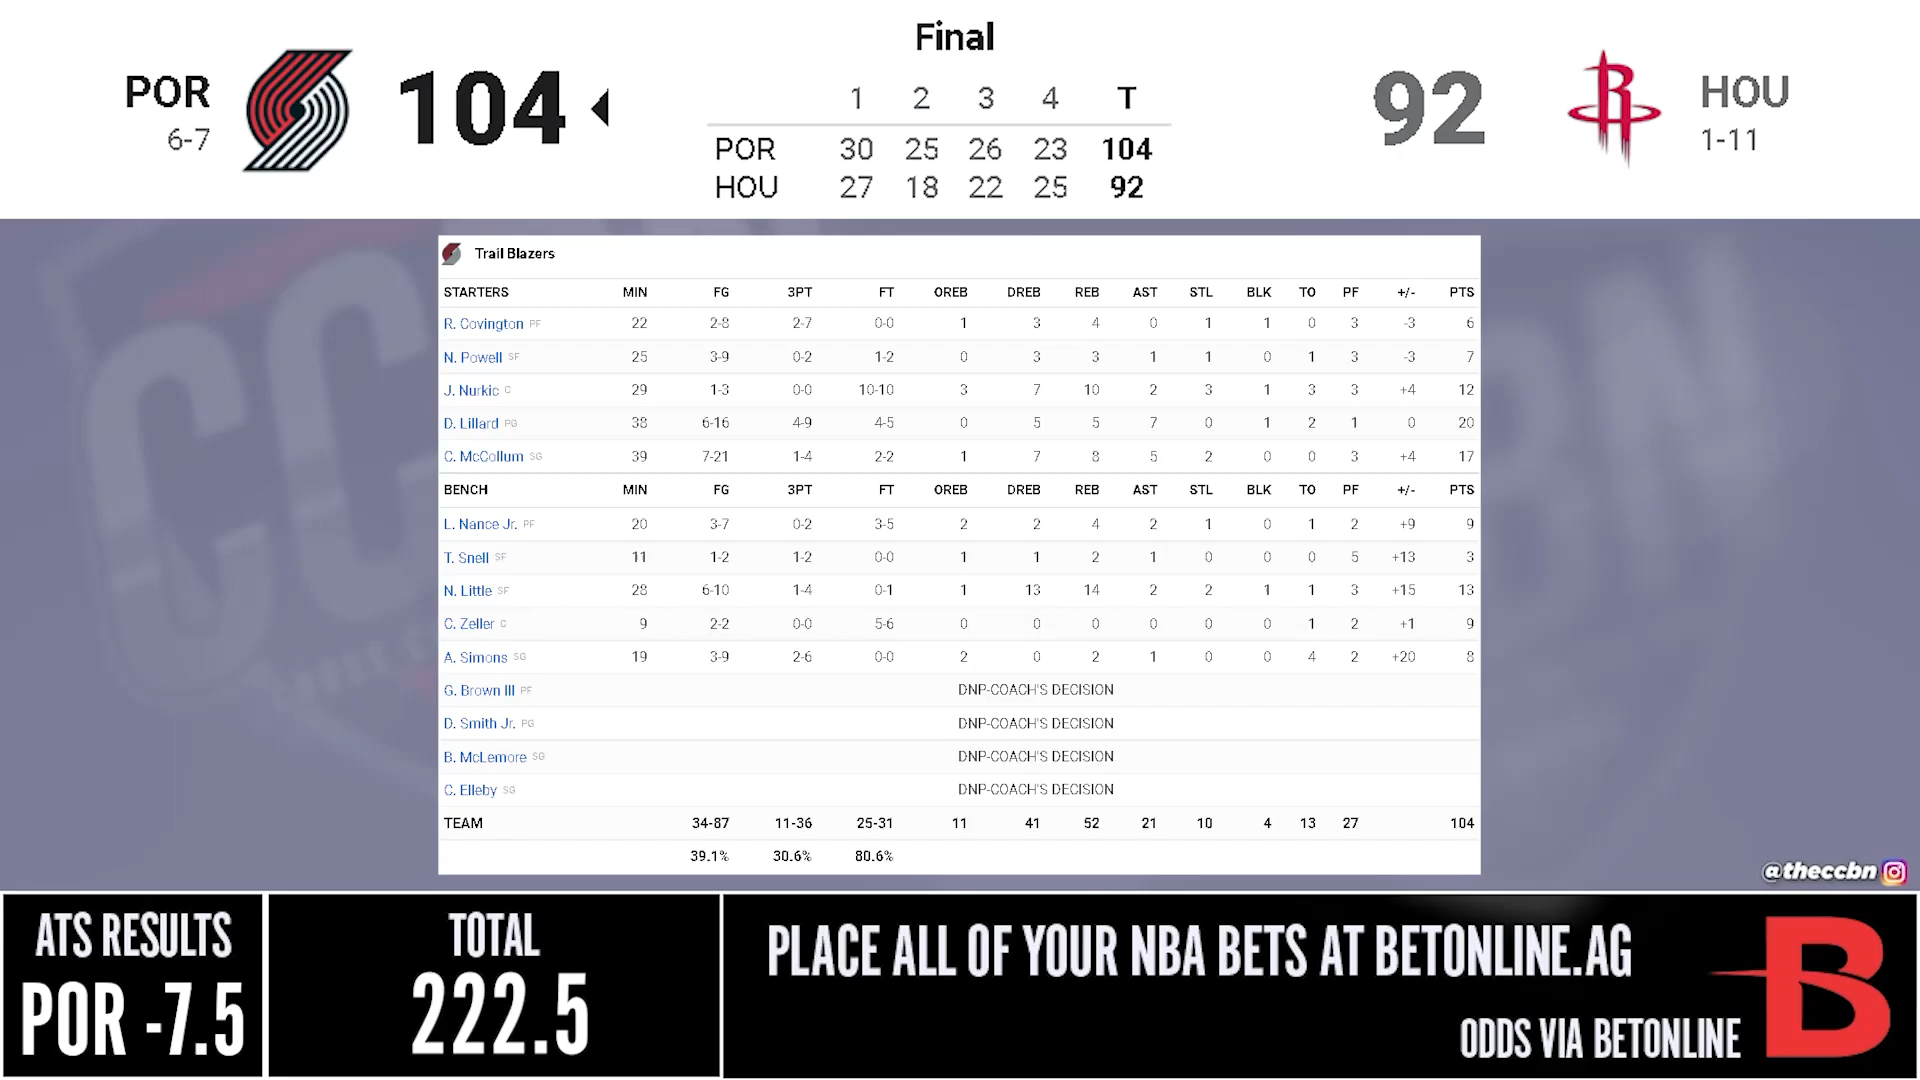 Final
POR
6-7
104
1 2 3 4 T
POR 30 25 26 23 104
HOU 27 18 22 25 92
92
HOU
1-11
Trail Blazers
STARTERS MIN FG 3PT FT OREB DREB REB AST STL BLK TO PF +/- PTS
R. Covington PF 22 2-8 2-7 0-0 1 3 4 0 1 1 0 3 -3 6
N. Powell SF 25 3-9 0-2 1-2 0 3 3 1 1 0 1 3 -3 7
J. Nurkic C 29 1-3 0-0 10-10 3 7 10 2 3 1 3 3 +4 12
D. Lillard PG 38 6-16 4-9 4-5 0 5 5 7 0 1 2 1 0 20
C. McCollum SG 39 7-21 1-4 2-2 1 7 8 5 2 0 0 3 +4 17
BENCH MIN FG 3PT FT OREB DREB REB AST STL BLK TO PF +/- PTS
L. Nance Jr. PF 20 3-7 0-2 3-5 2 2 4 2 1 0 1 2 +9 9
T. Snell SF 11 1-2 1-2 0-0 1 1 2 1 0 0 0 5 +13 3
N. Little SF 28 6-10 1-4 0-1 1 13 14 2 2 1 1 3 +15 13
C. Zeller C 9 2-2 0-0 5-6 0 0 0 0 0 0 1 2 +1 9
A. Simons SG 19 3-9 2-6 0-0 2 0 2 1 0 0 4 2 +20 8
G. Brown III PF DNP-COACH'S DECISION
D. Smith Jr. PG DNP-COACH'S DECISION
B. McLemore SG DNP-COACH'S DECISION
C. Elleby SG DNP-COACH'S DECISION
TEAM 34-87 11-36 25-31 11 41 52 21 10 4 13 27 104
39.1% 30.6% 80.6%
@theccbn
ATS RESULTS
POR -7.5
TOTAL
222.5
PLACE ALL OF YOUR NBA BETS AT BETONLINE.AG
ODDS VIA BETONLINE
B